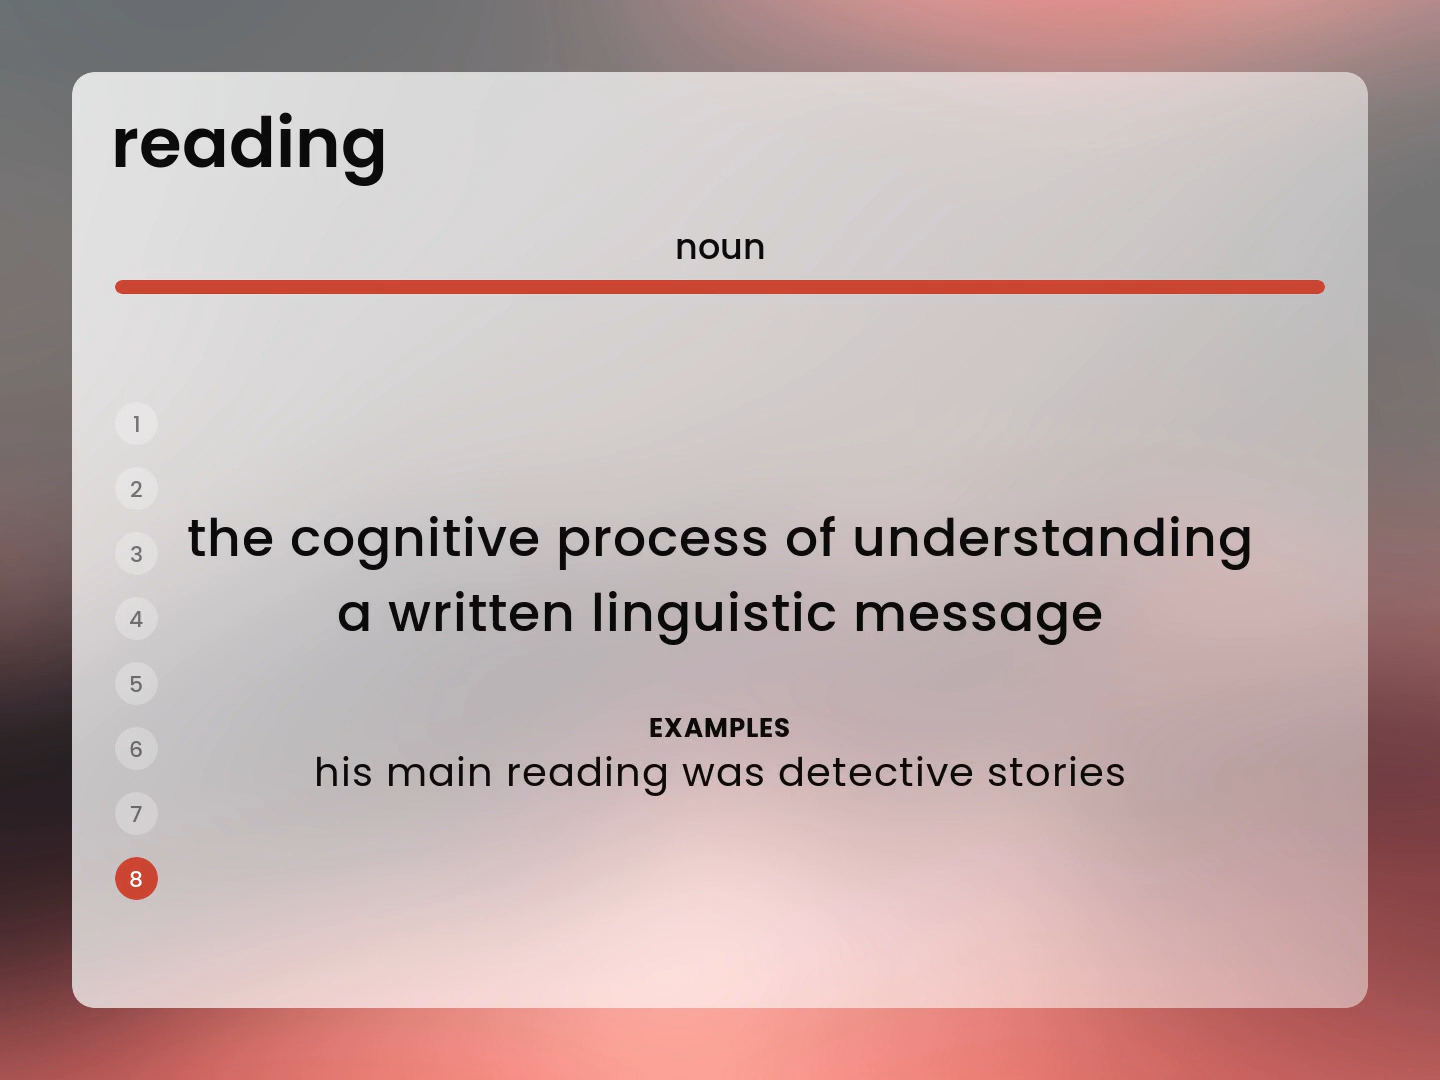 reading
noun
1
2
3
4
5
6
7
8
the cognitive process of understanding
a written linguistic message
EXAMPLES
his main reading was detective stories